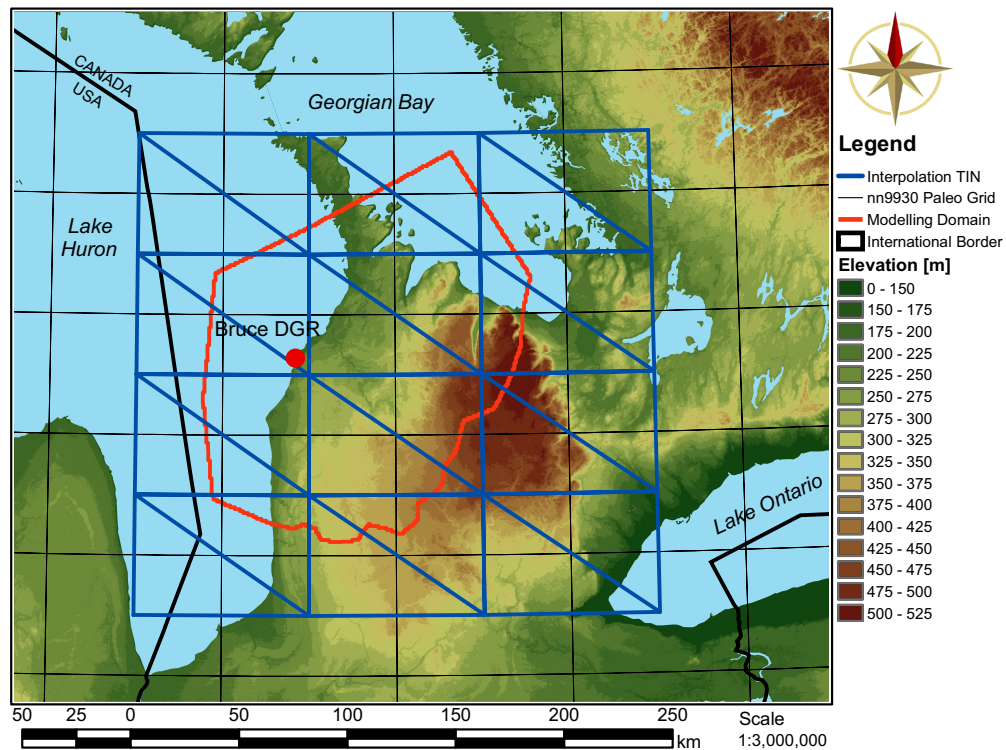 CANADA
USA
Georgian Bay
Lake
Huron
Bruce DGR
Lake Ontario
Legend
Interpolation TIN
nn9930 Paleo Grid
Modelling Domain
International Border
Elevation [m]
0 - 150
150 - 175
175 - 200
200 - 225
225 - 250
250 - 275
275 - 300
300 - 325
325 - 350
350 - 375
375 - 400
400 - 425
425 - 450
450 - 475
475 - 500
500 - 525
50 25 0 50 100 150 200 250
km
Scale
1:3,000,000